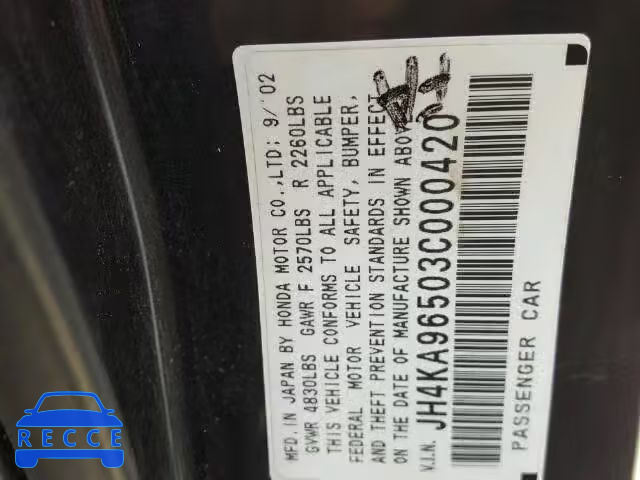 MFD. IN JAPAN BY HONDA MOTOR CO.,LTD; 9/'02
GVWR 4830LBS GAWR F 2570LBS R 2260LBS
THIS VEHICLE CONFORMS TO ALL APPLICABLE
FEDERAL MOTOR VEHICLE SAFETY, BUMPER,
AND THEFT PREVENTION STANDARDS IN EFFECT
ON THE DATE OF MANUFACTURE SHOWN ABOVE
V.I.N. JH4KA96503C000420
PASSENGER CAR
RECCE